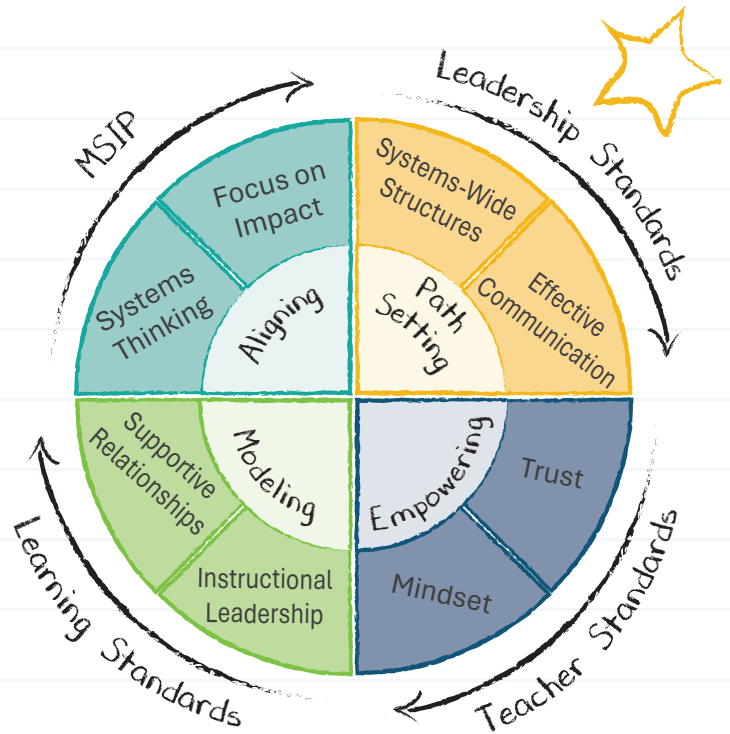 MSIP
Leadership Standards
Focus on
Impact
Systems-Wide
Structures
Systems
Thinking
Effective
Communication
Aligning
Path
Setting
Supportive
Relationships
Modeling
Empowering
Trust
Instructional
Leadership
Mindset
Learning Standards
Teacher Standards